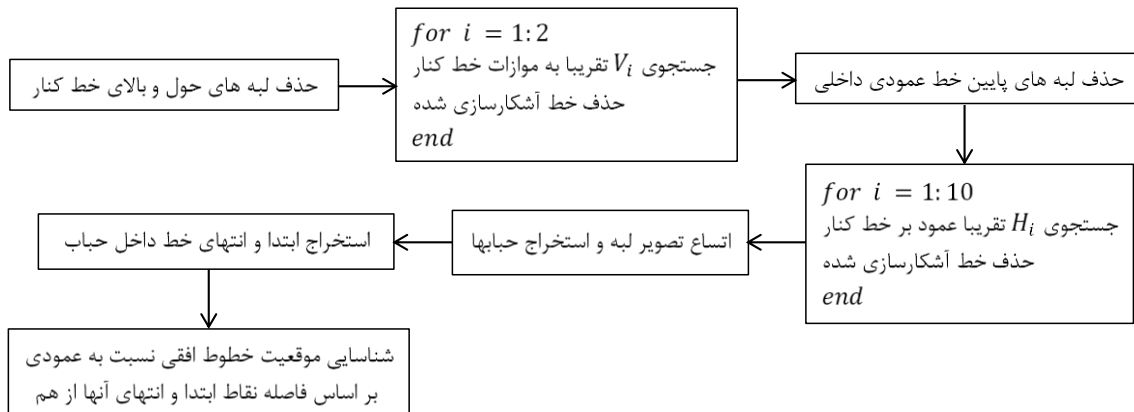 حذف لبه های حول و بالای خط کنار
for i = 1:2
جستجوی V_i تقریبا به موازات خط کنار
حذف خط آشکارسازی شده
end
حذف لبه های پایین خط عمودی داخلی
for i = 1:10
جستجوی H_i تقریبا عمود بر خط کنار
حذف خط آشکارسازی شده
end
اتساع تصویر لبه و استخراج حبابها
استخراج ابتدا و انتهای خط داخل حباب
شناسایی موقعیت خطوط افقی نسبت به عمودی
بر اساس فاصله نقاط ابتدا و انتهای آنها از هم